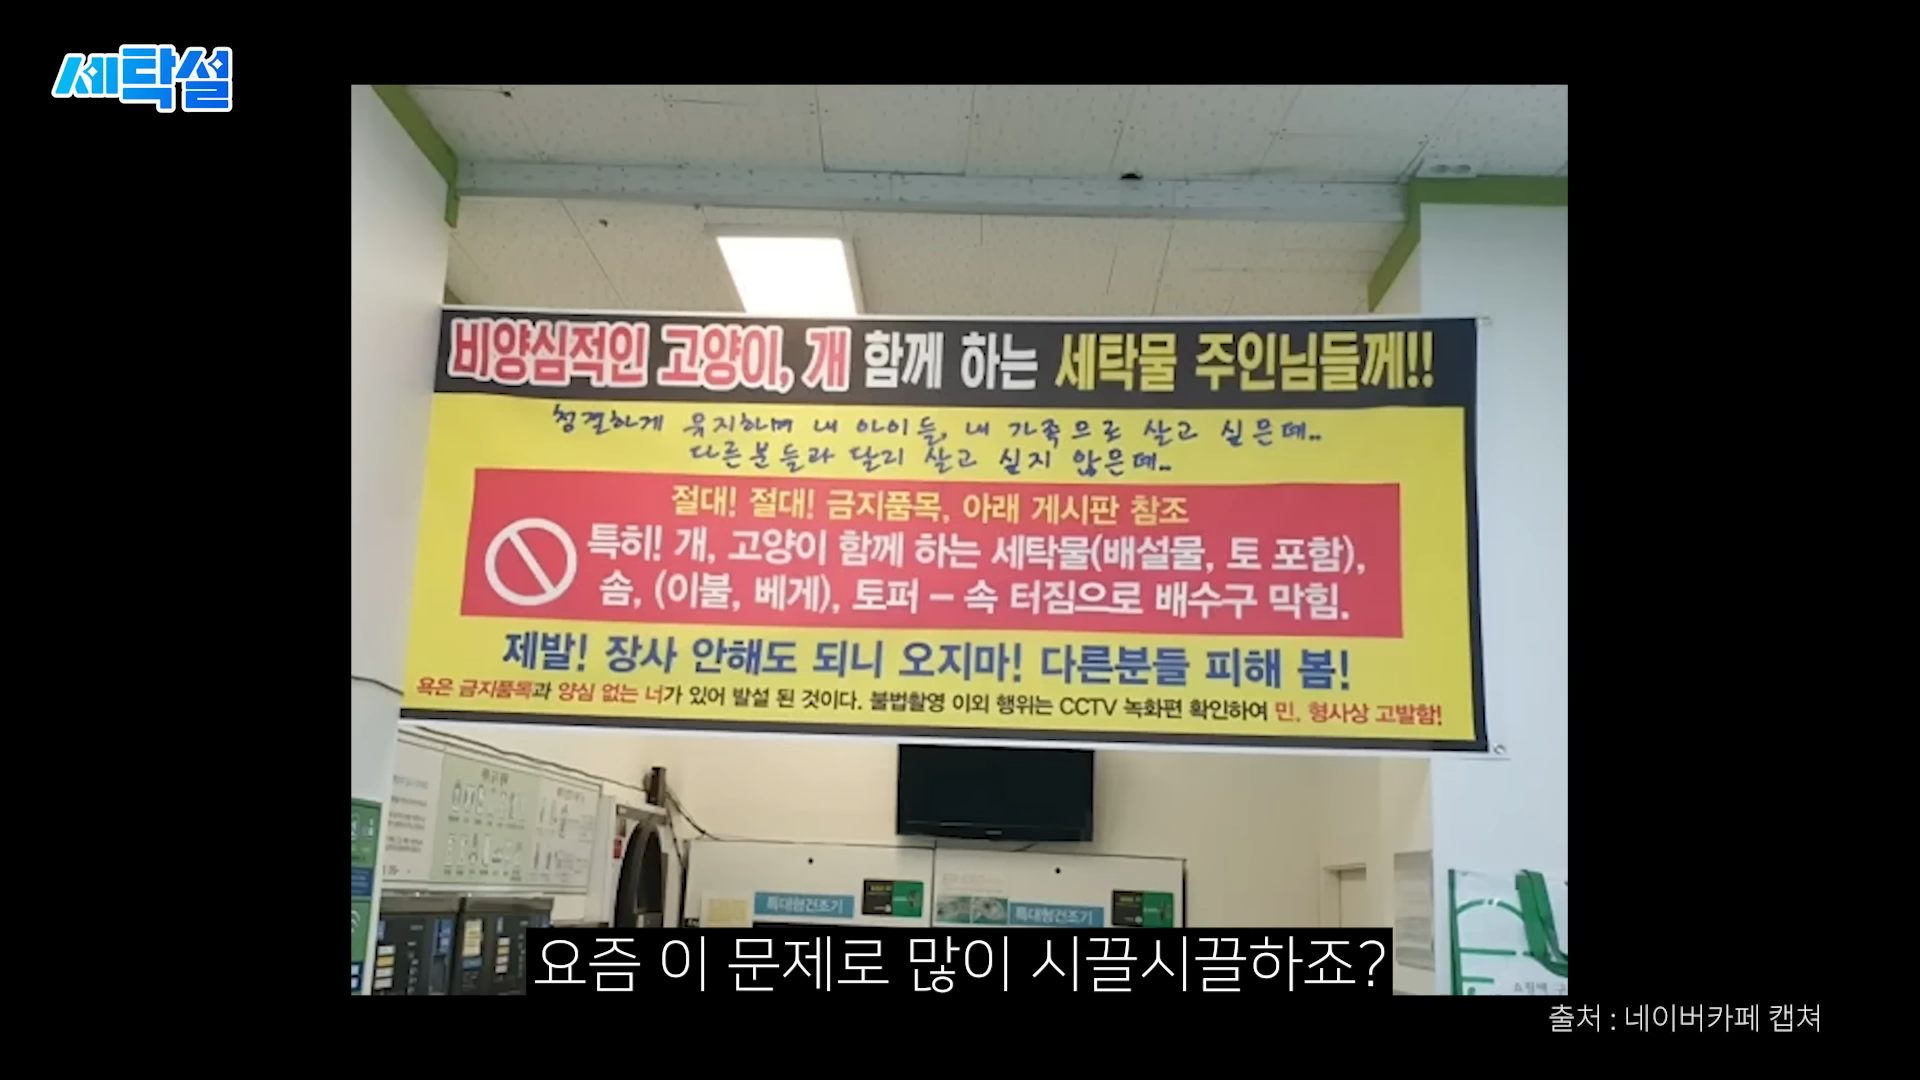 세탁설
비양심적인 고양이, 개 함께 하는 세탁물 주인님들께!!
청결하게 유지하며 내 아이들, 내 가족므로 살고 싶은데..
다른분들과 달리 살고 싶지 않은데..
절대! 절대! 금지품목, 아래 게시판 참조
특히! 개, 고양이 함께 하는 세탁물(배설물, 토 포함),
솜, (이불, 베게), 토퍼 – 속 터짐으로 배수구 막힘.
제발! 장사 안해도 되니 오지마! 다른분들 피해 봄!
욕은 금지품목과 양심 없는 너가 있어 발설 된 것이다. 불법촬영 이외 행위는 CCTV 녹화편 확인하여 민, 형사상 고발함!
특대형건조기
특대형건조기
요즘 이 문제로 많이 시끌시끌하죠?
출처 : 네이버카페 캡쳐